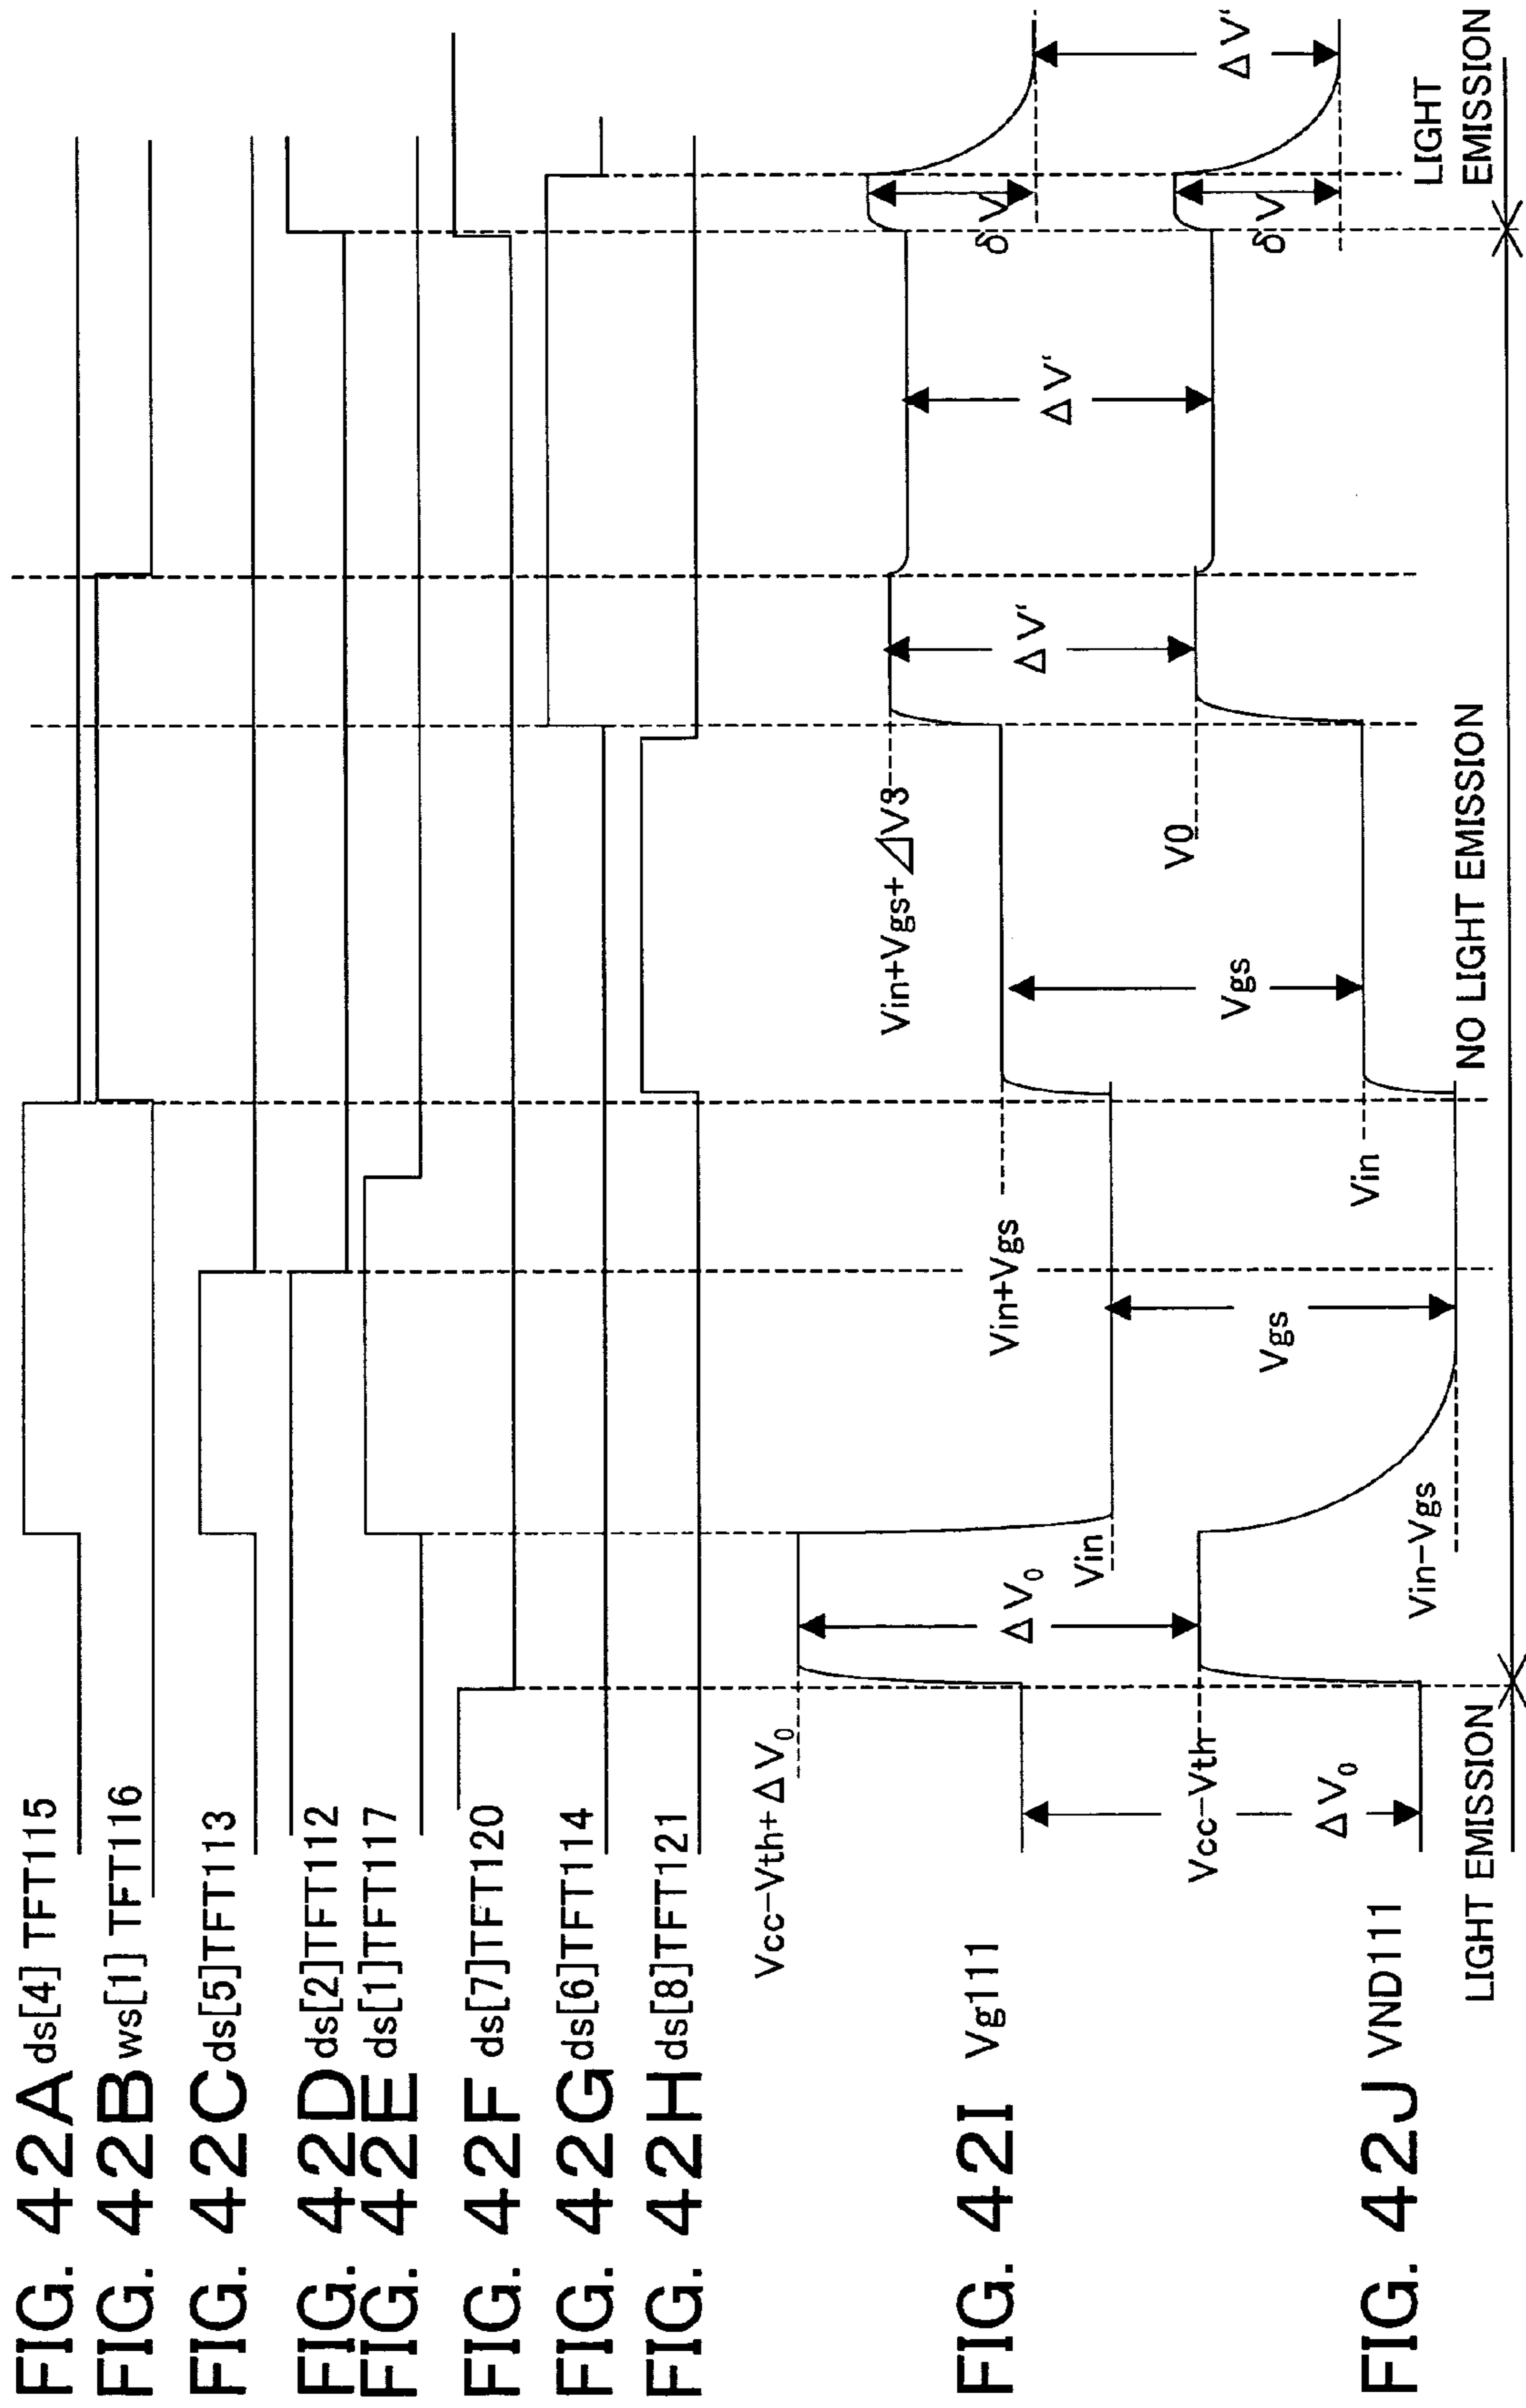 FIG. 42A ds[4] TFT115
FIG. 42B ws[1] TFT116
FIG. 42C ds[5]TFT113
FIG. 42D ds[2]TFT112
FIG. 42E ds[1]TFT117
FIG. 42F ds[7]TFT120
FIG. 42G ds[6]TFT114
FIG. 42H ds[8]TFT121
FIG. 42I Vg111
Vcc-Vth+ΔV₀
ΔV₀
Vin
Vin+Vgs
Vin+Vgs+ΔV3
ΔV'
ΔV'
δV
ΔV'
FIG. 42J VND111
ΔV₀
Vcc-Vth
Vin-Vgs
Vgs
Vin
Vgs
V0
δV
LIGHT EMISSION
NO LIGHT EMISSION
LIGHT
EMISSION